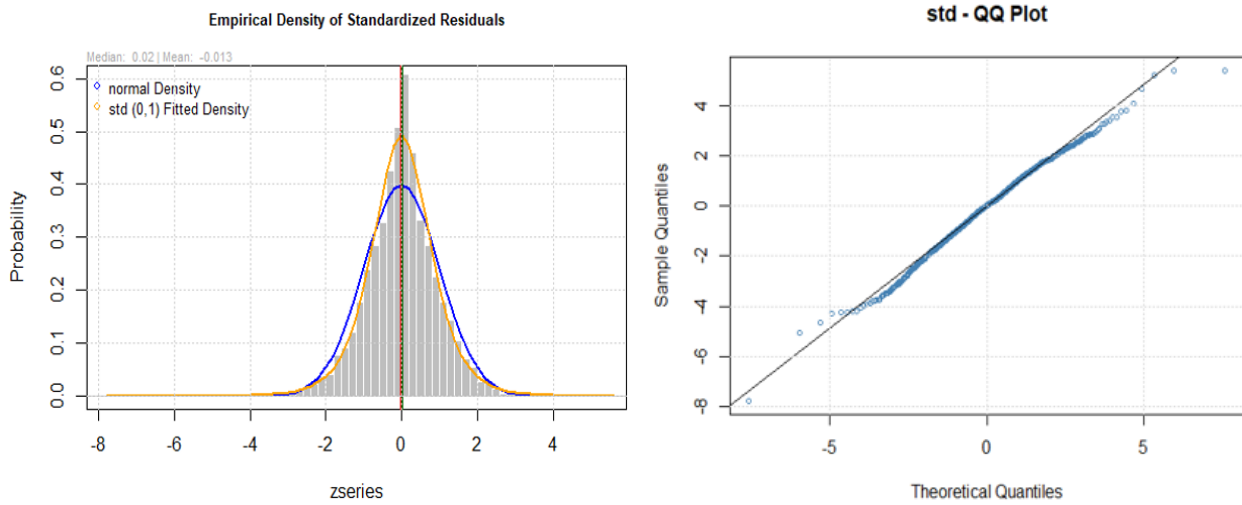 Empirical Density of Standardized Residuals
Median: 0.02 | Mean: -0.013
normal Density
std (0,1) Fitted Density
Probability
0.6
0.5
0.4
0.3
0.2
0.1
0.0
-8 -6 -4 -2 0 2 4
zseries
std - QQ Plot
Sample Quantiles
4
2
0
-2
-4
-6
-8
-5 0 5
Theoretical Quantiles